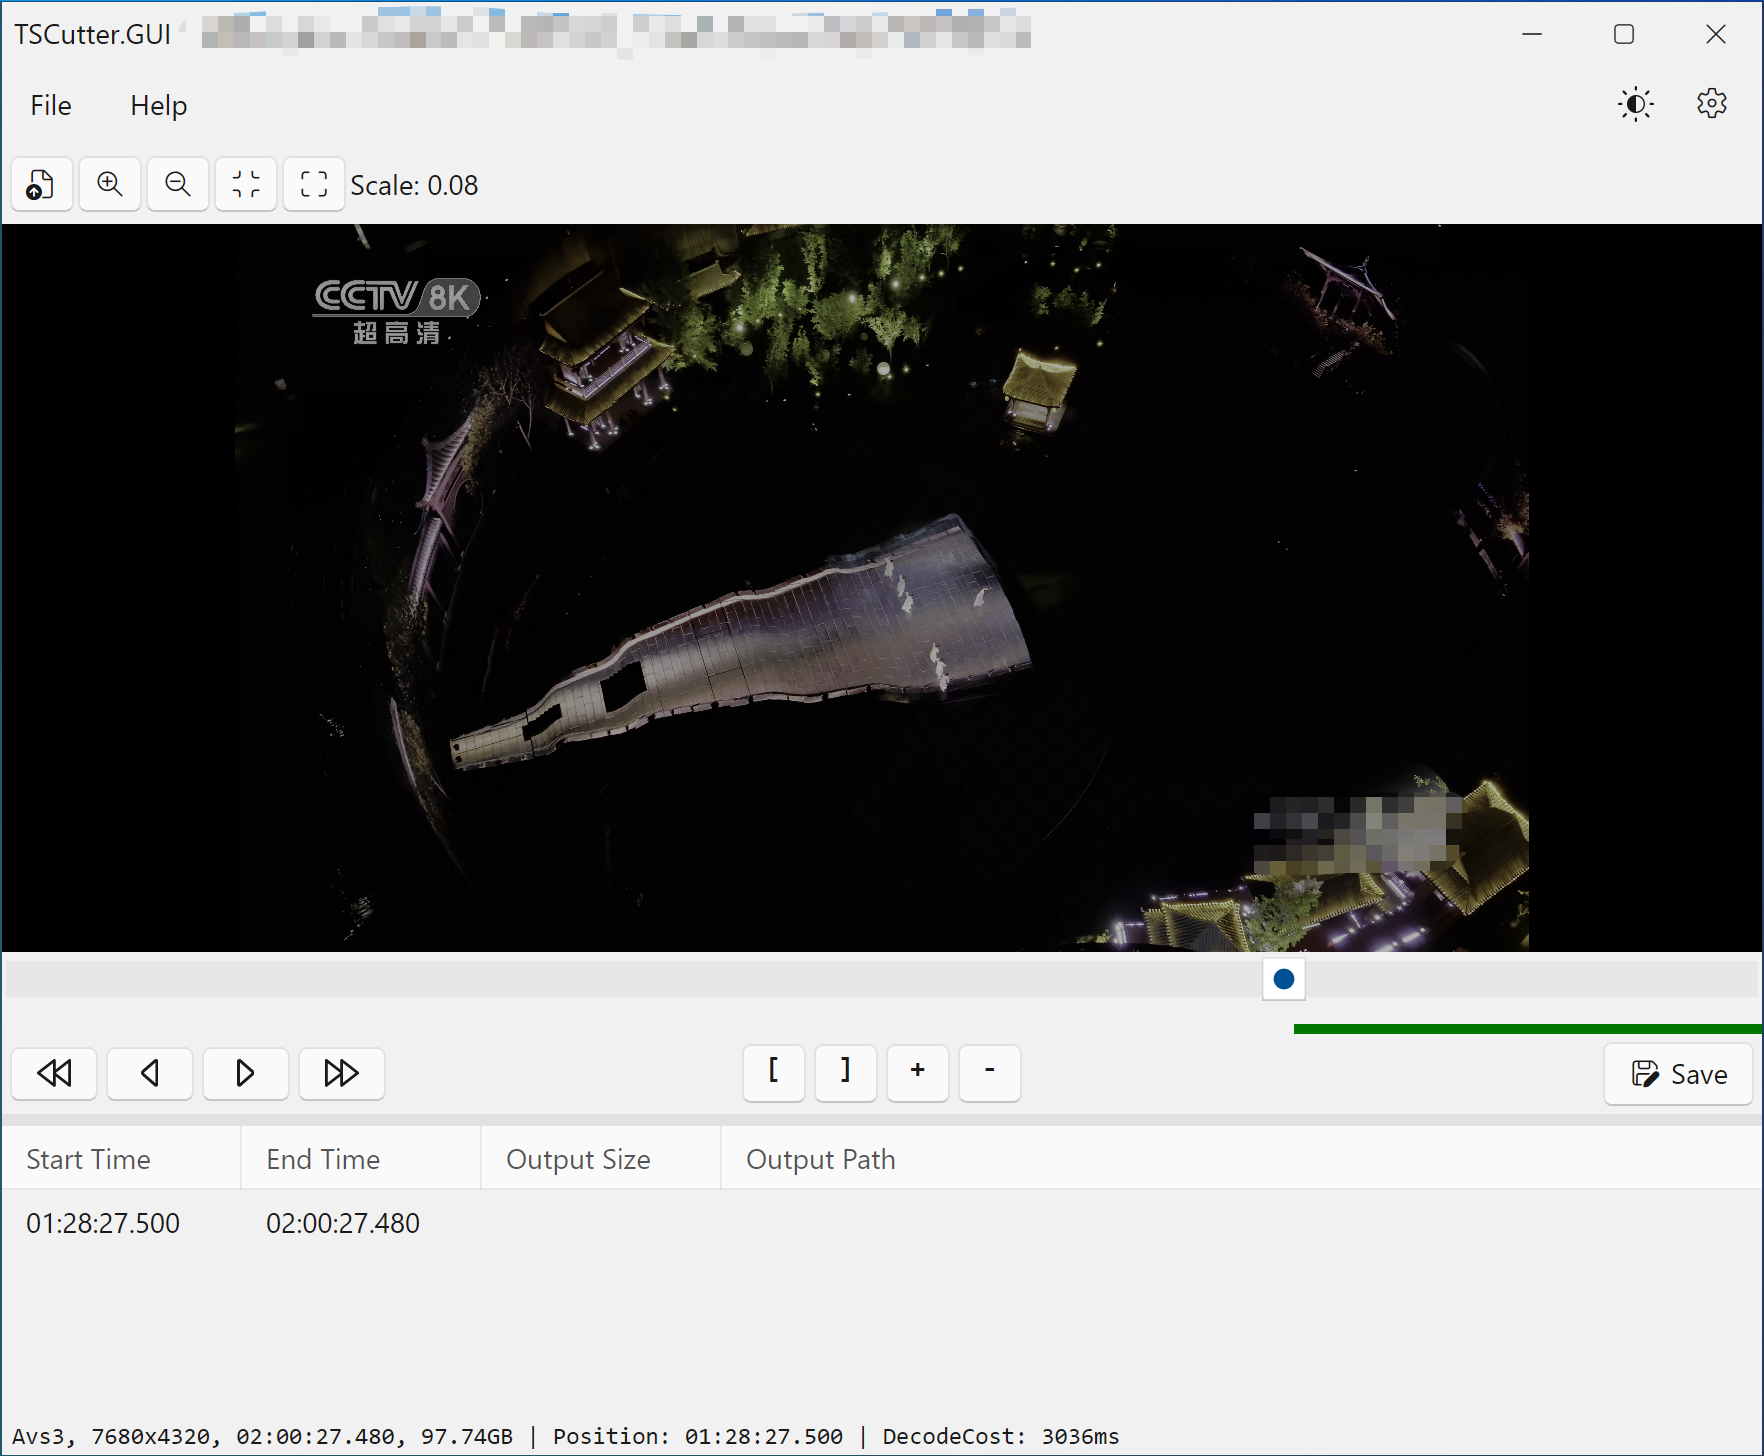 TSCutter.GUI
File Help
Scale: 0.08
CCTV 8K
超高清
[ ] + -
Save
Start Time End Time Output Size Output Path
01:28:27.500 02:00:27.480
Avs3, 7680x4320, 02:00:27.480, 97.74GB | Position: 01:28:27.500 | DecodeCost: 3036ms